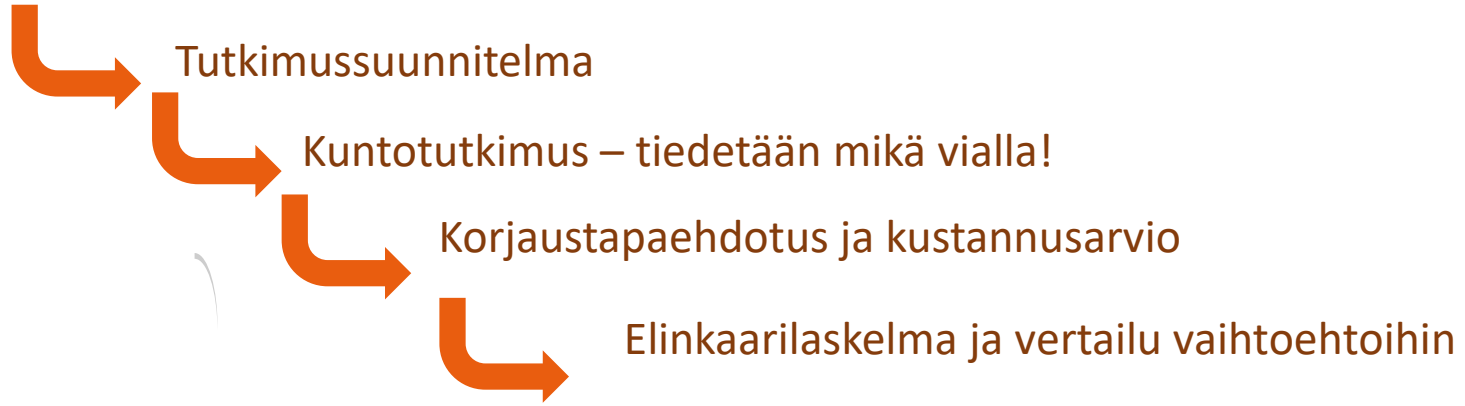 Tutkimussuunnitelma
Kuntotutkimus – tiedetään mikä vialla!
Korjaustapaehdotus ja kustannusarvio
Elinkaarilaskelma ja vertailu vaihtoehtoihin